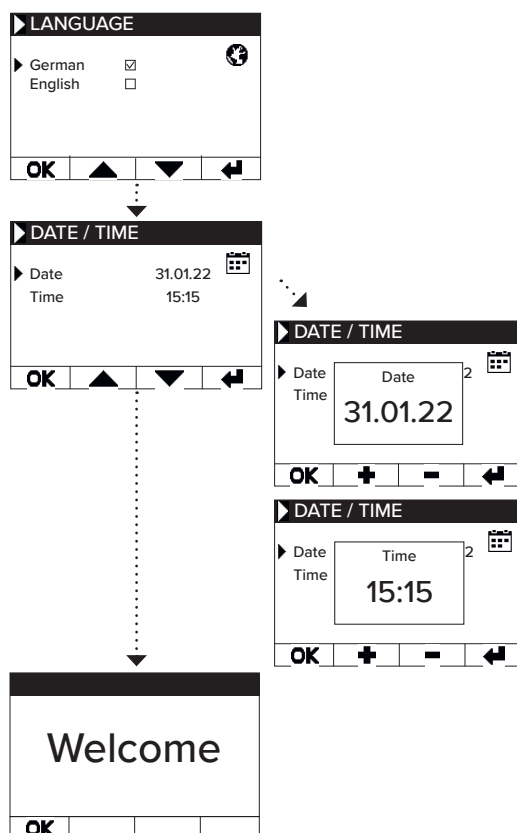 LANGUAGE
German
English
OK
DATE / TIME
Date 31.01.22
Time 15:15
OK
DATE / TIME
Date 2
Time
Date
31.01.22
OK
DATE / TIME
Date 2
Time
Time
15:15
OK
Welcome
OK